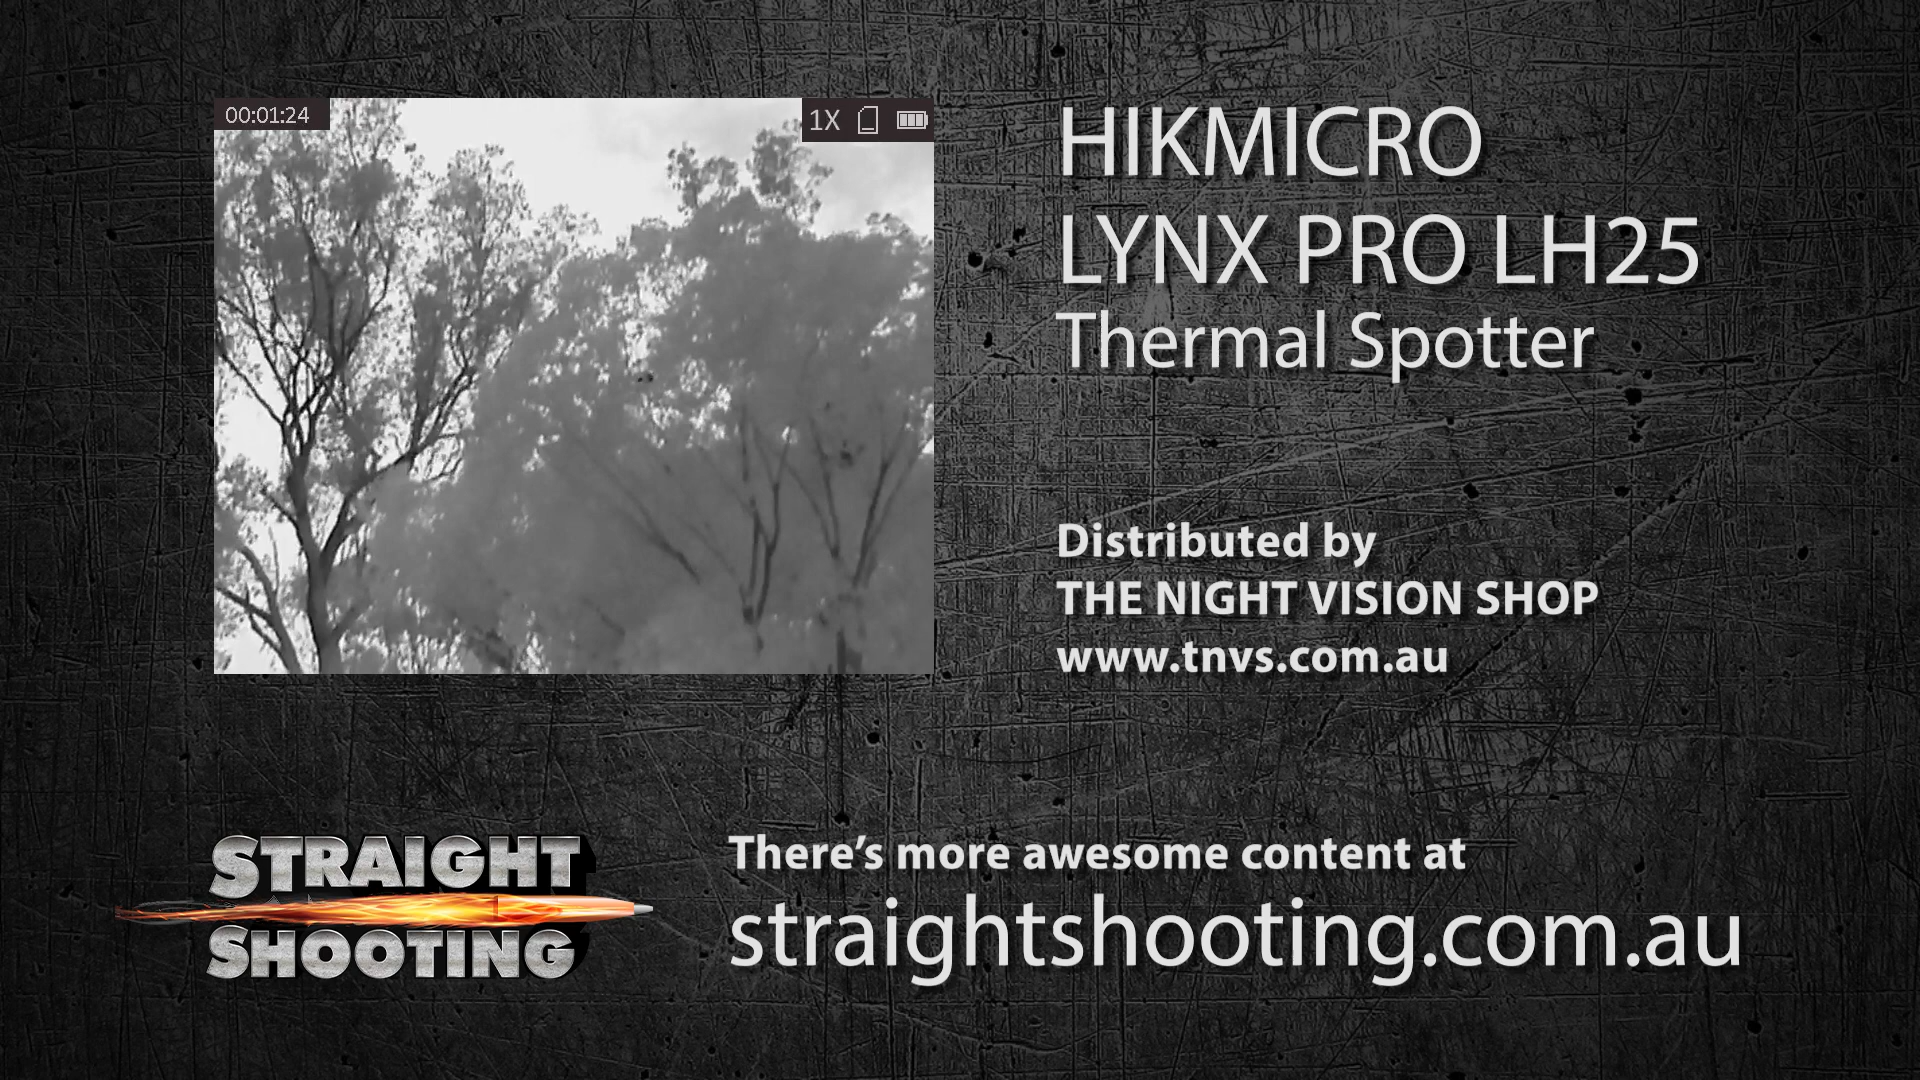 00:01:24
1X
HIKMICRO
LYNX PRO LH25
Thermal Spotter
Distributed by
THE NIGHT VISION SHOP
www.tnvs.com.au
STRAIGHT
SHOOTING
There's more awesome content at
straightshooting.com.au